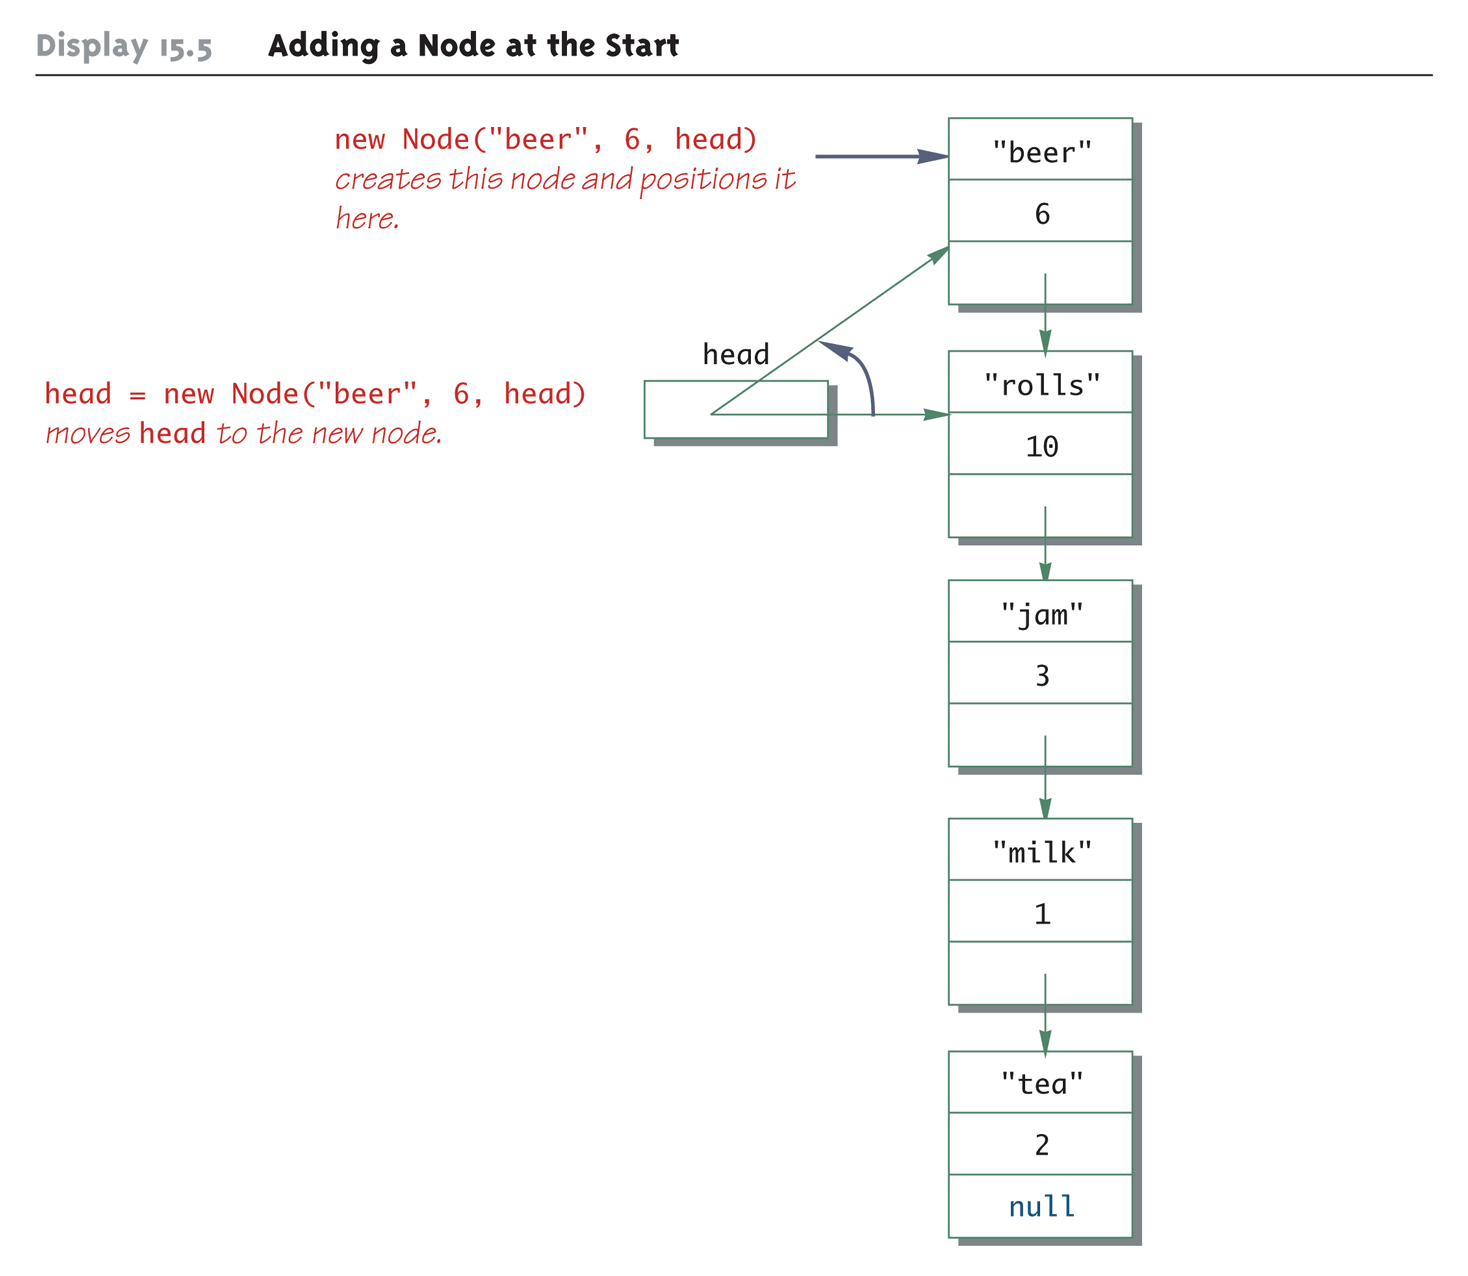 Display 15.5 Adding a Node at the Start
new Node("beer", 6, head)
creates this node and positions it
here.
"beer"
6
head
head = new Node("beer", 6, head)
moves head to the new node.
"rolls"
10
"jam"
3
"milk"
1
"tea"
2
null